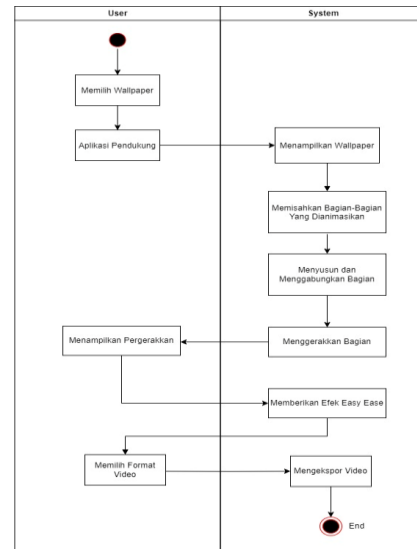 User
System
Memilih Wallpaper
Aplikasi Pendukung
Menampilkan Wallpaper
Memisahkan Bagian-Bagian
Yang Dianimasikan
Menyusun dan
Menggabungkan Bagian
Menampilkan Pergerakkan
Menggerakkan Bagian
Memberikan Efek Easy Ease
Memilih Format
Video
Mengekspor Video
End